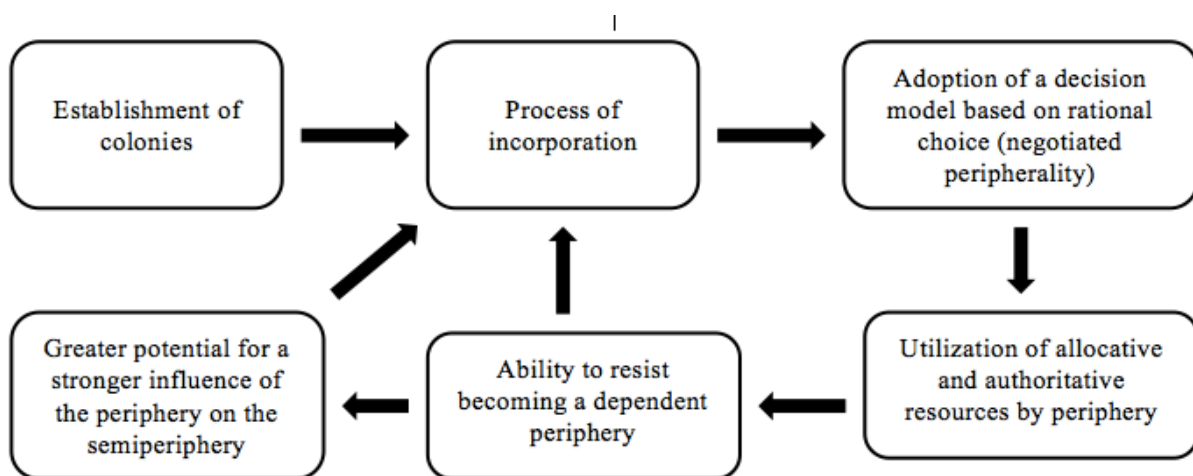 Establishment of
colonies
Process of
incorporation
Adoption of a decision
model based on rational
choice (negotiated
peripherality)
Greater potential for a
stronger influence of
the periphery on the
semiperiphery
Ability to resist
becoming a dependent
periphery
Utilization of allocative
and authoritative
resources by periphery